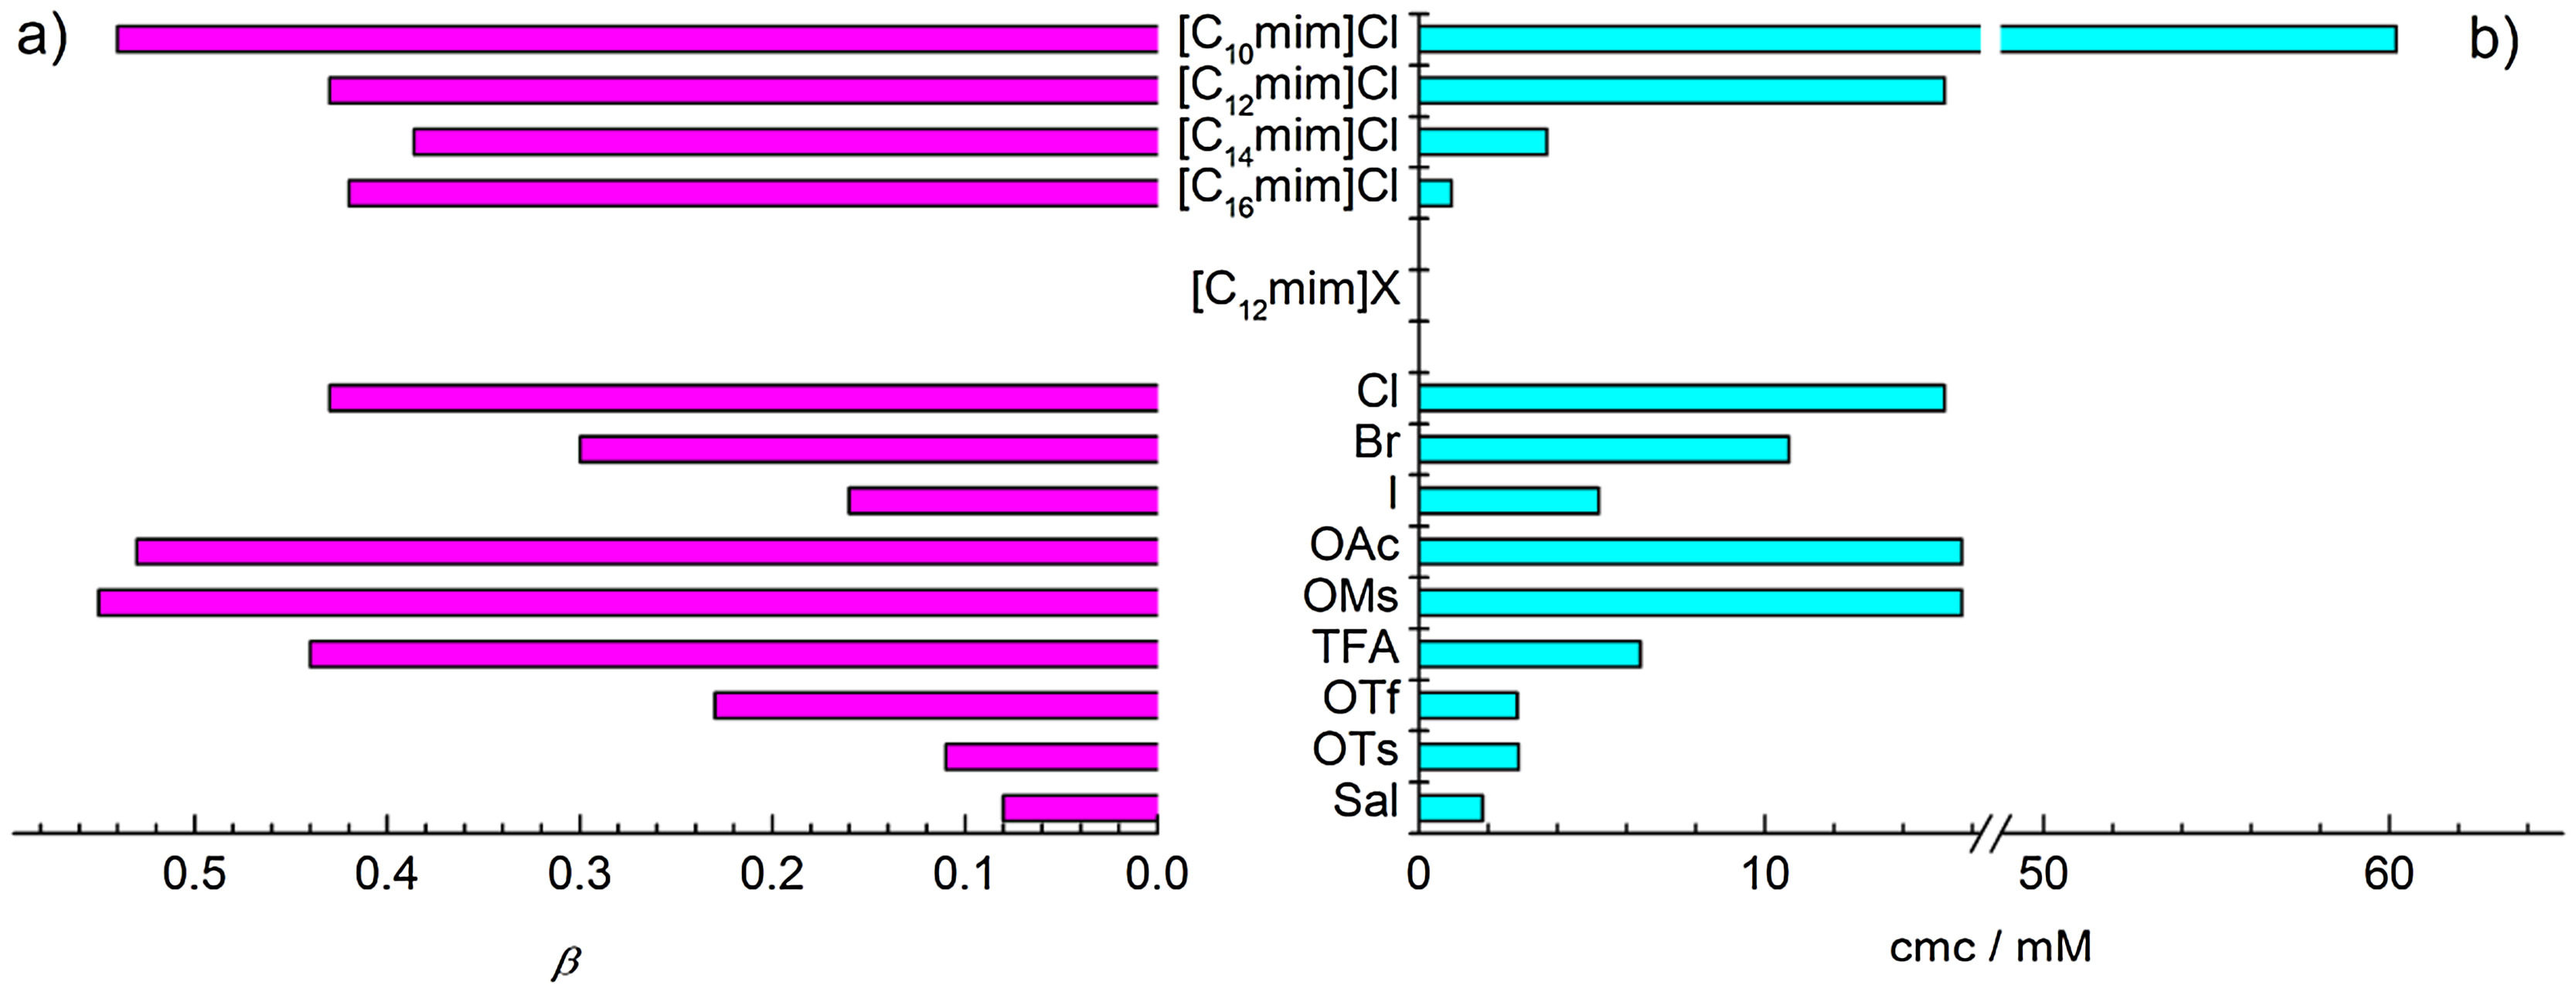 a)
b)
[C10mim]Cl
[C12mim]Cl
[C14mim]Cl
[C16mim]Cl
[C12mim]X
Cl
Br
I
OAc
OMs
TFA
OTf
OTs
Sal
0.5 0.4 0.3 0.2 0.1 0.0
0 10 50 60
β
cmc / mM